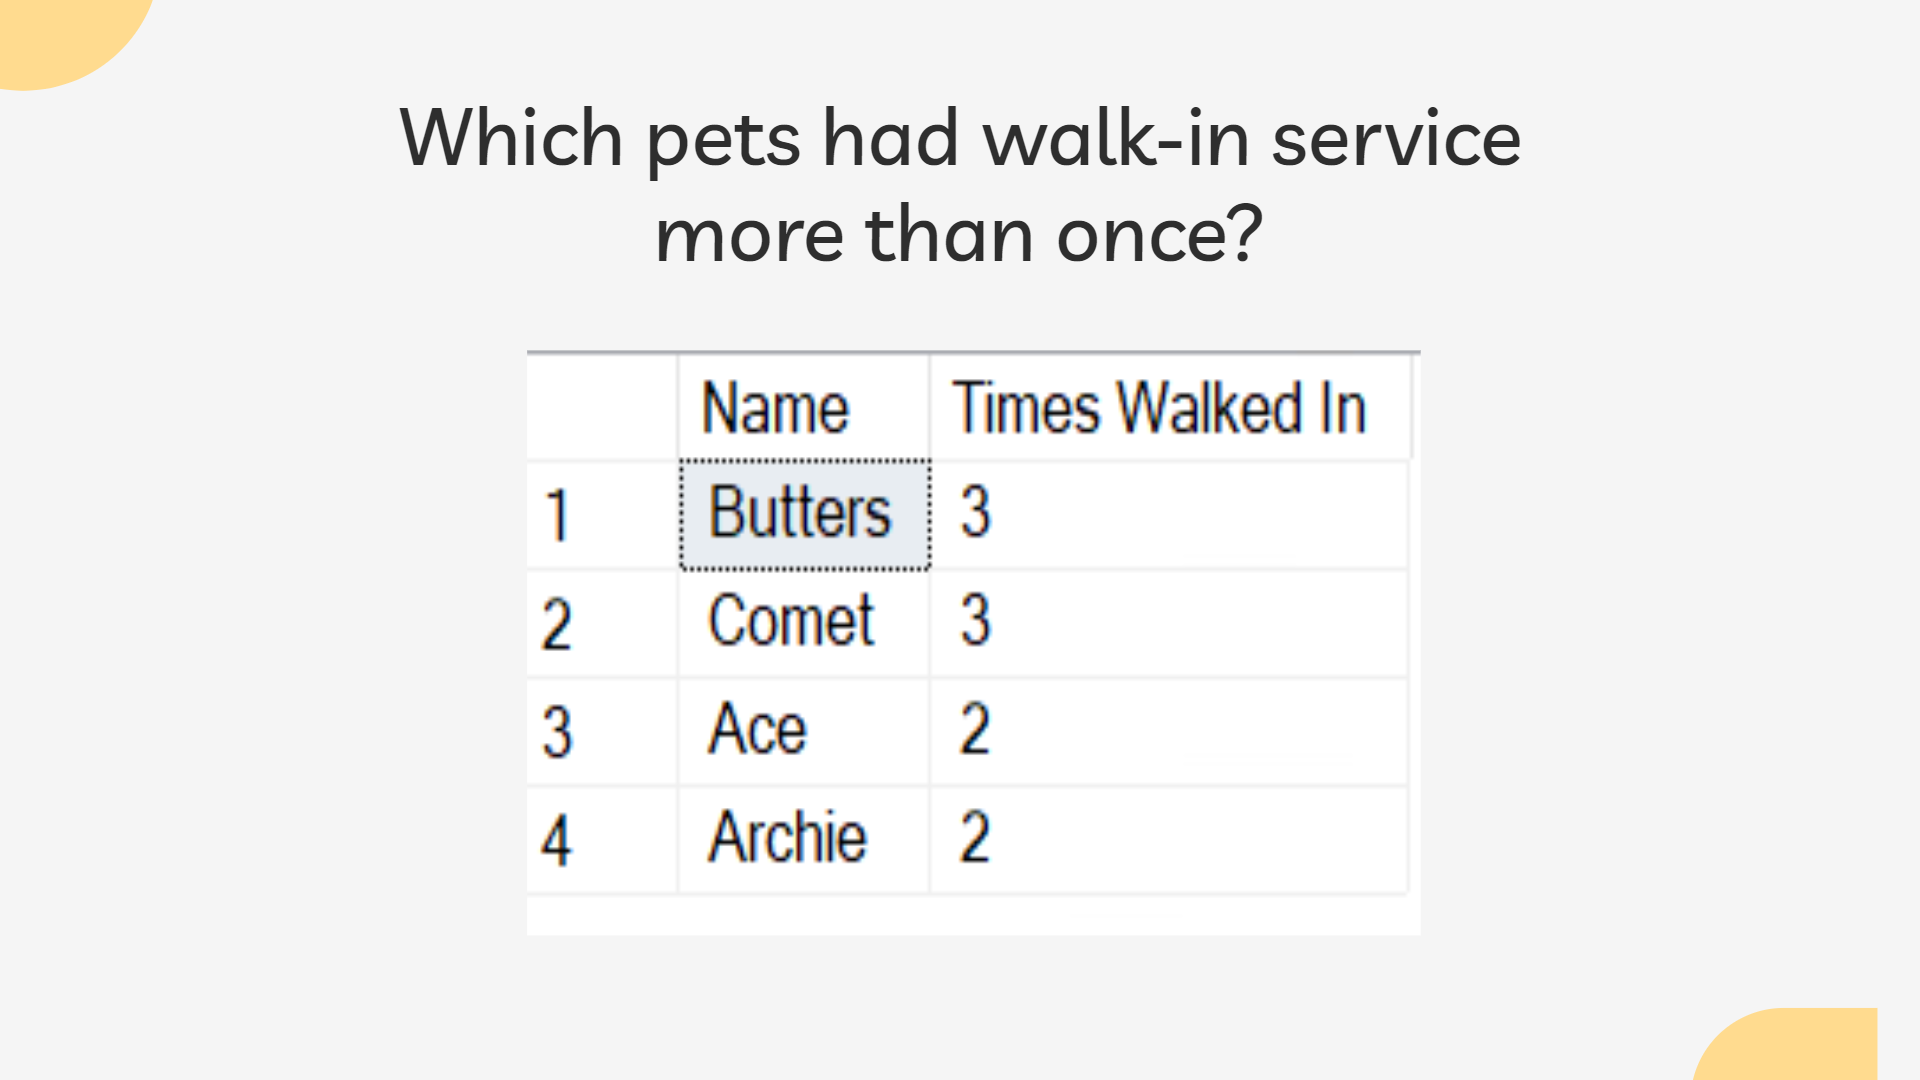 Which pets had walk-in service
more than once?
Name Times Walked In
1 Butters 3
2 Comet 3
3 Ace 2
4 Archie 2